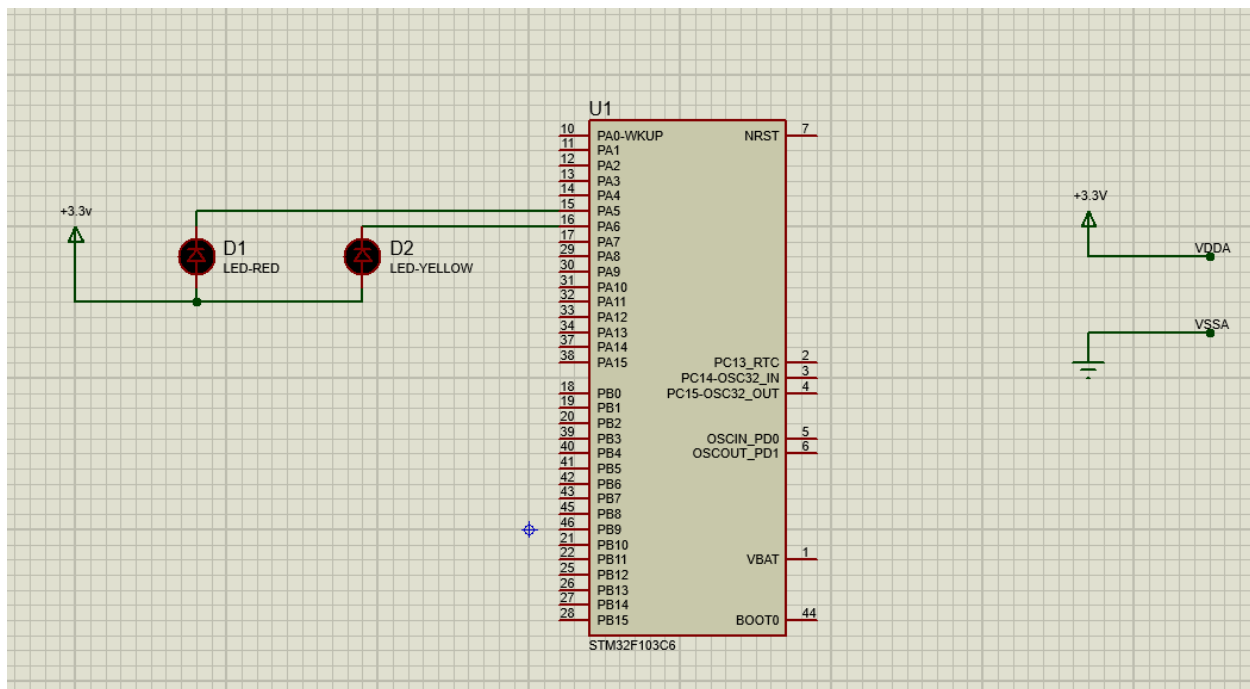 U1
10 PA0-WKUP NRST 7
11 PA1
12 PA2
13 PA3
14 PA4
15 PA5
16 PA6
17 PA7
29 PA8
30 PA9
31 PA10
32 PA11
33 PA12
34 PA13
37 PA14
38 PA15 PC13_RTC 2
PC14-OSC32_IN 3
18 PB0 PC15-OSC32_OUT 4
19 PB1
20 PB2
39 PB3 OSCIN_PD0 5
40 PB4 OSCOUT_PD1 6
41 PB5
42 PB6
43 PB7
45 PB8
46 PB9
21 PB10
22 PB11 VBAT 1
25 PB12
26 PB13
27 PB14
28 PB15 BOOT0 44
STM32F103C6
+3.3v
D1
LED-RED
D2
LED-YELLOW
+3.3V
VDDA
VSSA